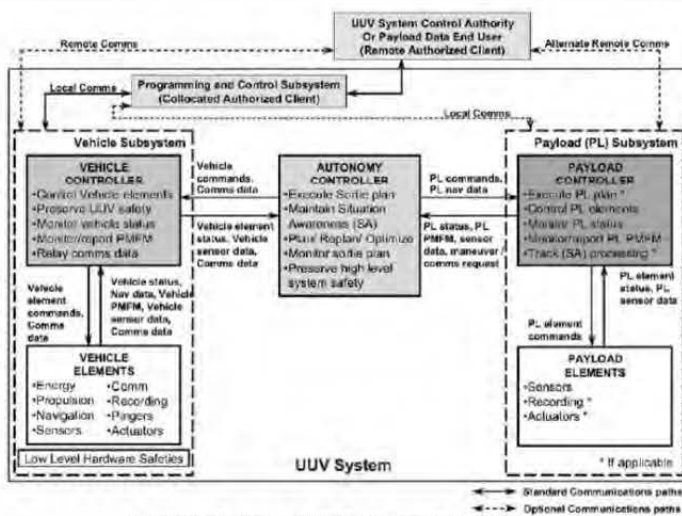 UUV System Control Authority
Or Payload Data End User
(Remote Authorized Client)
Remote Comms
Alternate Remote Comms
Programming and Control Subsystem
(Collocated Authorized Client)
Local Comms
Local Comms
Vehicle Subsystem
Payload (PL) Subsystem
VEHICLE
CONTROLLER
•Control Vehicle elements
•Preserve UUV safety
•Monitor vehicle status
•Monitor/report PMFM
•Relay comms data
Vehicle
commands,
Comms data
Vehicle element
status, Vehicle
sensor data,
Comms data
AUTONOMY
CONTROLLER
•Execute Sortie plan
•Maintain Situation
Awareness (SA)
•Plan/ Replan/ Optimize
•Monitor sortie plan
•Preserve high level
system safety
PL commands,
PL nav data
PL status, PL
PMFM, sensor
data, maneuver/
comms request
PAYLOAD
CONTROLLER
•Execute PL plan *
•Control PL elements
•Monitor PL status
•Monitor/report PL PMFM
•Track (SA) processing *
Vehicle
element
commands,
Comms
data
Vehicle status,
Nav data, Vehicle
PMFM, Vehicle
sensor data,
Comms data
PL element
commands
PL element
status, PL
sensor data
VEHICLE
ELEMENTS
•Energy
•Propulsion
•Navigation
•Sensors
•Comm
•Recording
•Pingers
•Actuators
Low Level Hardware Safeties
PAYLOAD
ELEMENTS
•Sensors
•Recording *
•Actuators *
* If applicable
UUV System
Standard Communications paths
Optional Communications paths